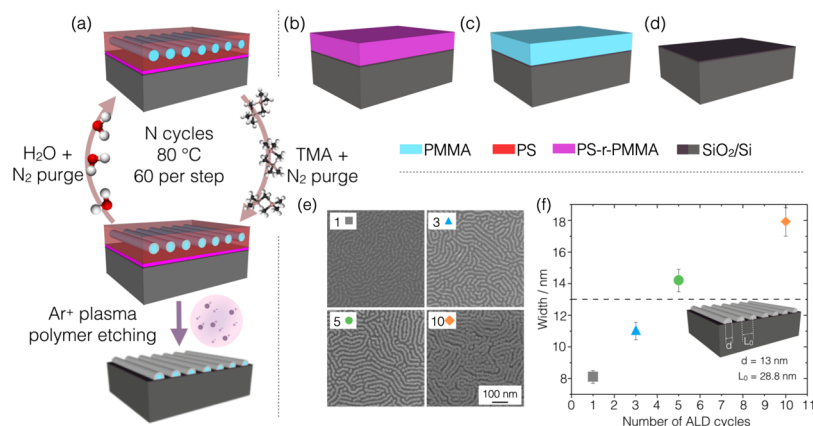 (a)
N cycles
80 °C
60 per step
H₂O +
N₂ purge
TMA +
N₂ purge
Ar⁺ plasma
polymer etching
(b)
(c)
(d)
PMMA
PS
PS-r-PMMA
SiO₂/Si
(e)
1
3
5
10
100 nm
(f)
18
16
14
12
10
8
Width / nm
d
L₀
d = 13 nm
L₀ = 28.8 nm
0 1 2 3 4 5 6 7 8 9 10 11
Number of ALD cycles